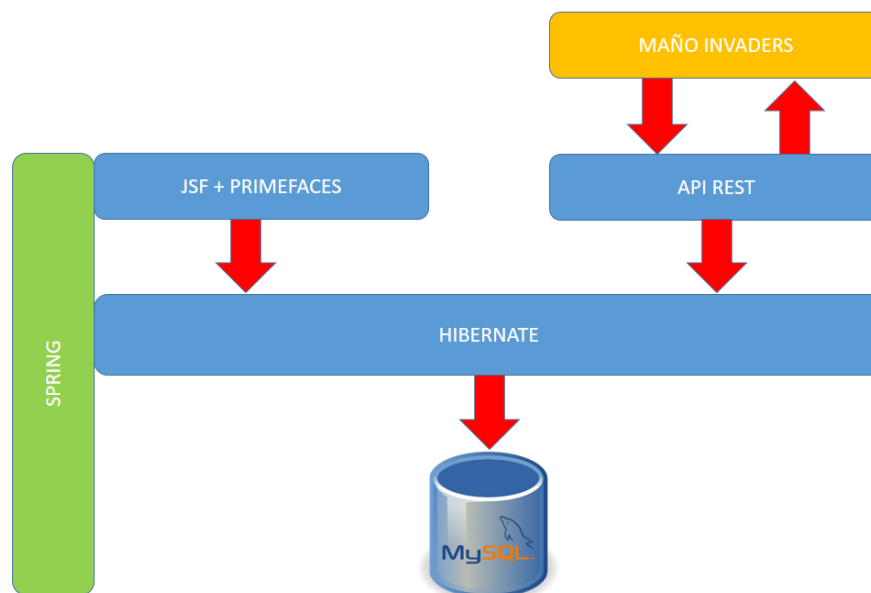 MAÑO INVADERS
JSF + PRIMEFACES
API REST
HIBERNATE
SPRING
MySQL